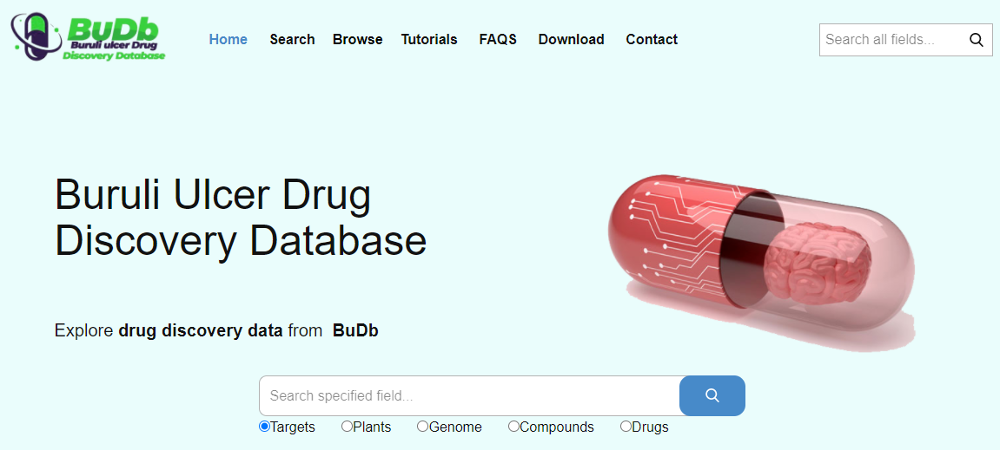 BuDb
Buruli ulcer Drug
Discovery Database
Home Search Browse Tutorials FAQS Download Contact
Search all fields...
Buruli Ulcer Drug
Discovery Database
Explore drug discovery data from BuDb
Search specified field...
Targets Plants Genome Compounds Drugs